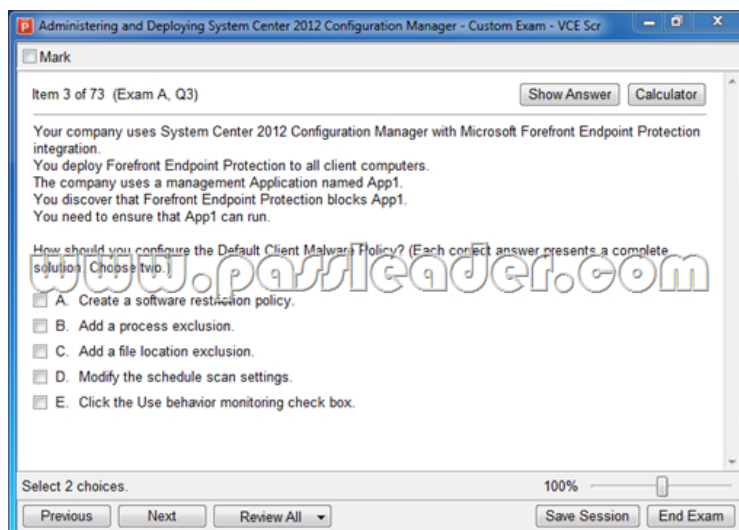 Administering and Deploying System Center 2012 Configuration Manager - Custom Exam - VCE Scr
Mark
Item 3 of 73 (Exam A, Q3)
Show Answer
Calculator
Your company uses System Center 2012 Configuration Manager with Microsoft Forefront Endpoint Protection
integration.
You deploy Forefront Endpoint Protection to all client computers.
The company uses a management Application named App1.
You discover that Forefront Endpoint Protection blocks App1.
You need to ensure that App1 can run.
How should you configure the Default Client Malware Policy? (Each correct answer presents a complete
solution. Choose two.)
www.passleader.com
A. Create a software restriction policy.
B. Add a process exclusion.
C. Add a file location exclusion.
D. Modify the schedule scan settings.
E. Click the Use behavior monitoring check box.
Select 2 choices.
100%
Previous
Next
Review All
Save Session
End Exam